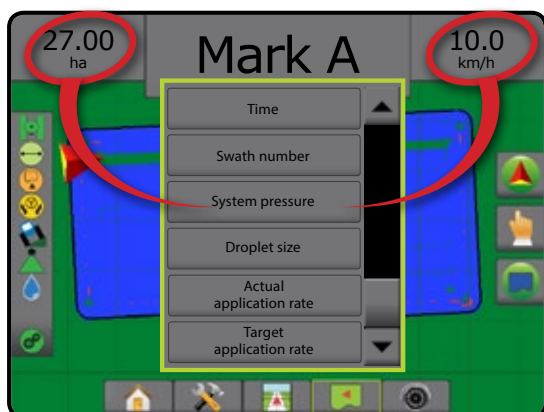 27.00
ha
Mark A
10.0
km/h
Time
Swath number
System pressure
Droplet size
Actual
application rate
Target
application rate